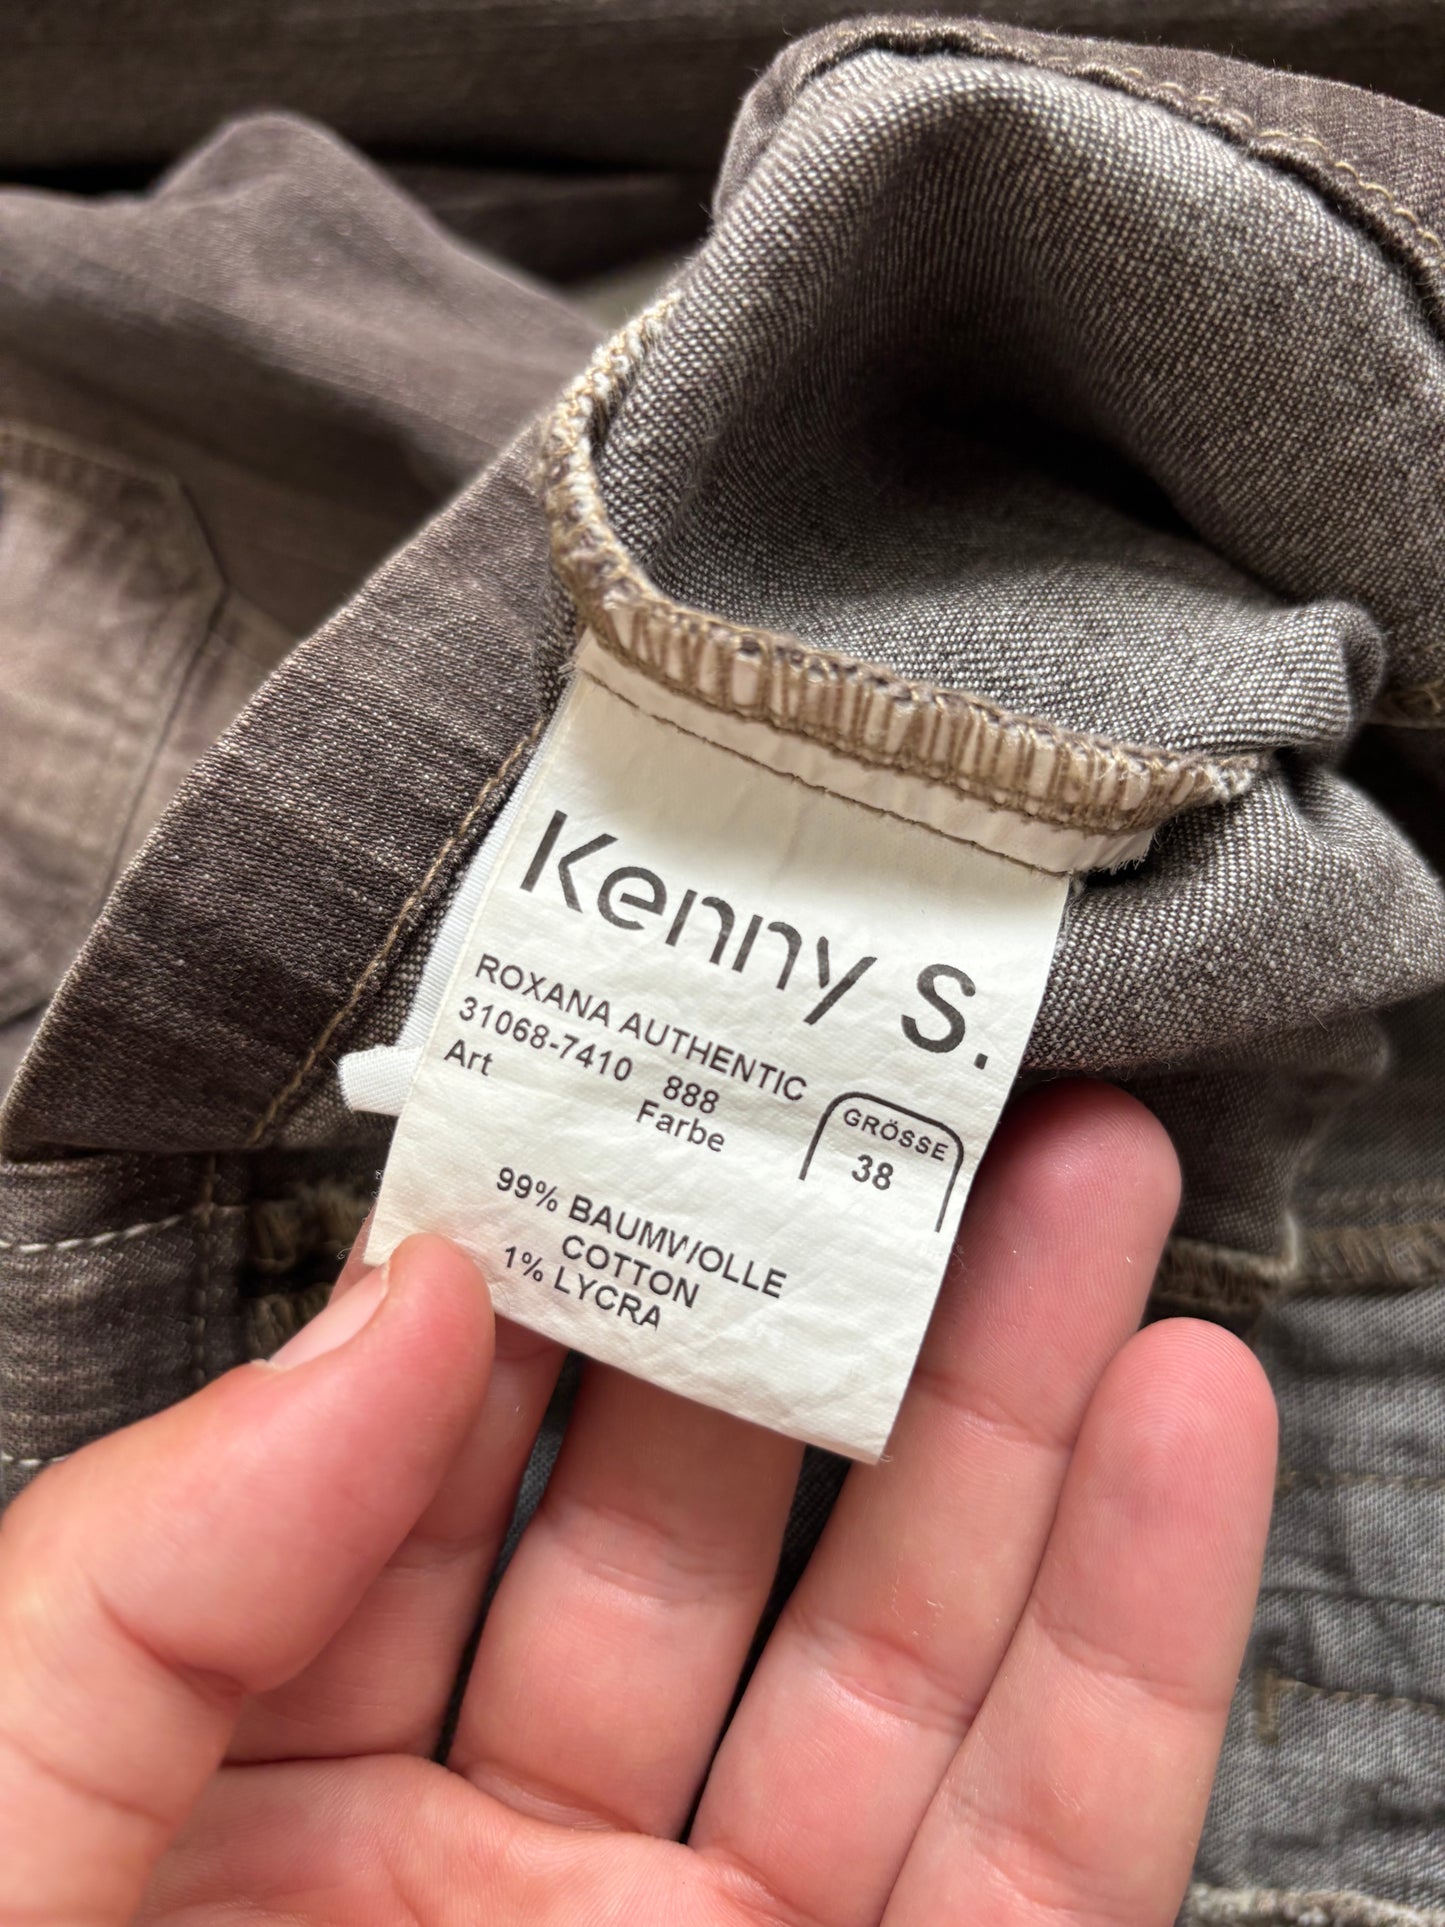 Kenny S.
ROXANA AUTHENTIC
31068-7410 888
Art Farbe
GRÖSSE
38
99% BAUMWOLLE
COTTON
1% LYCRA